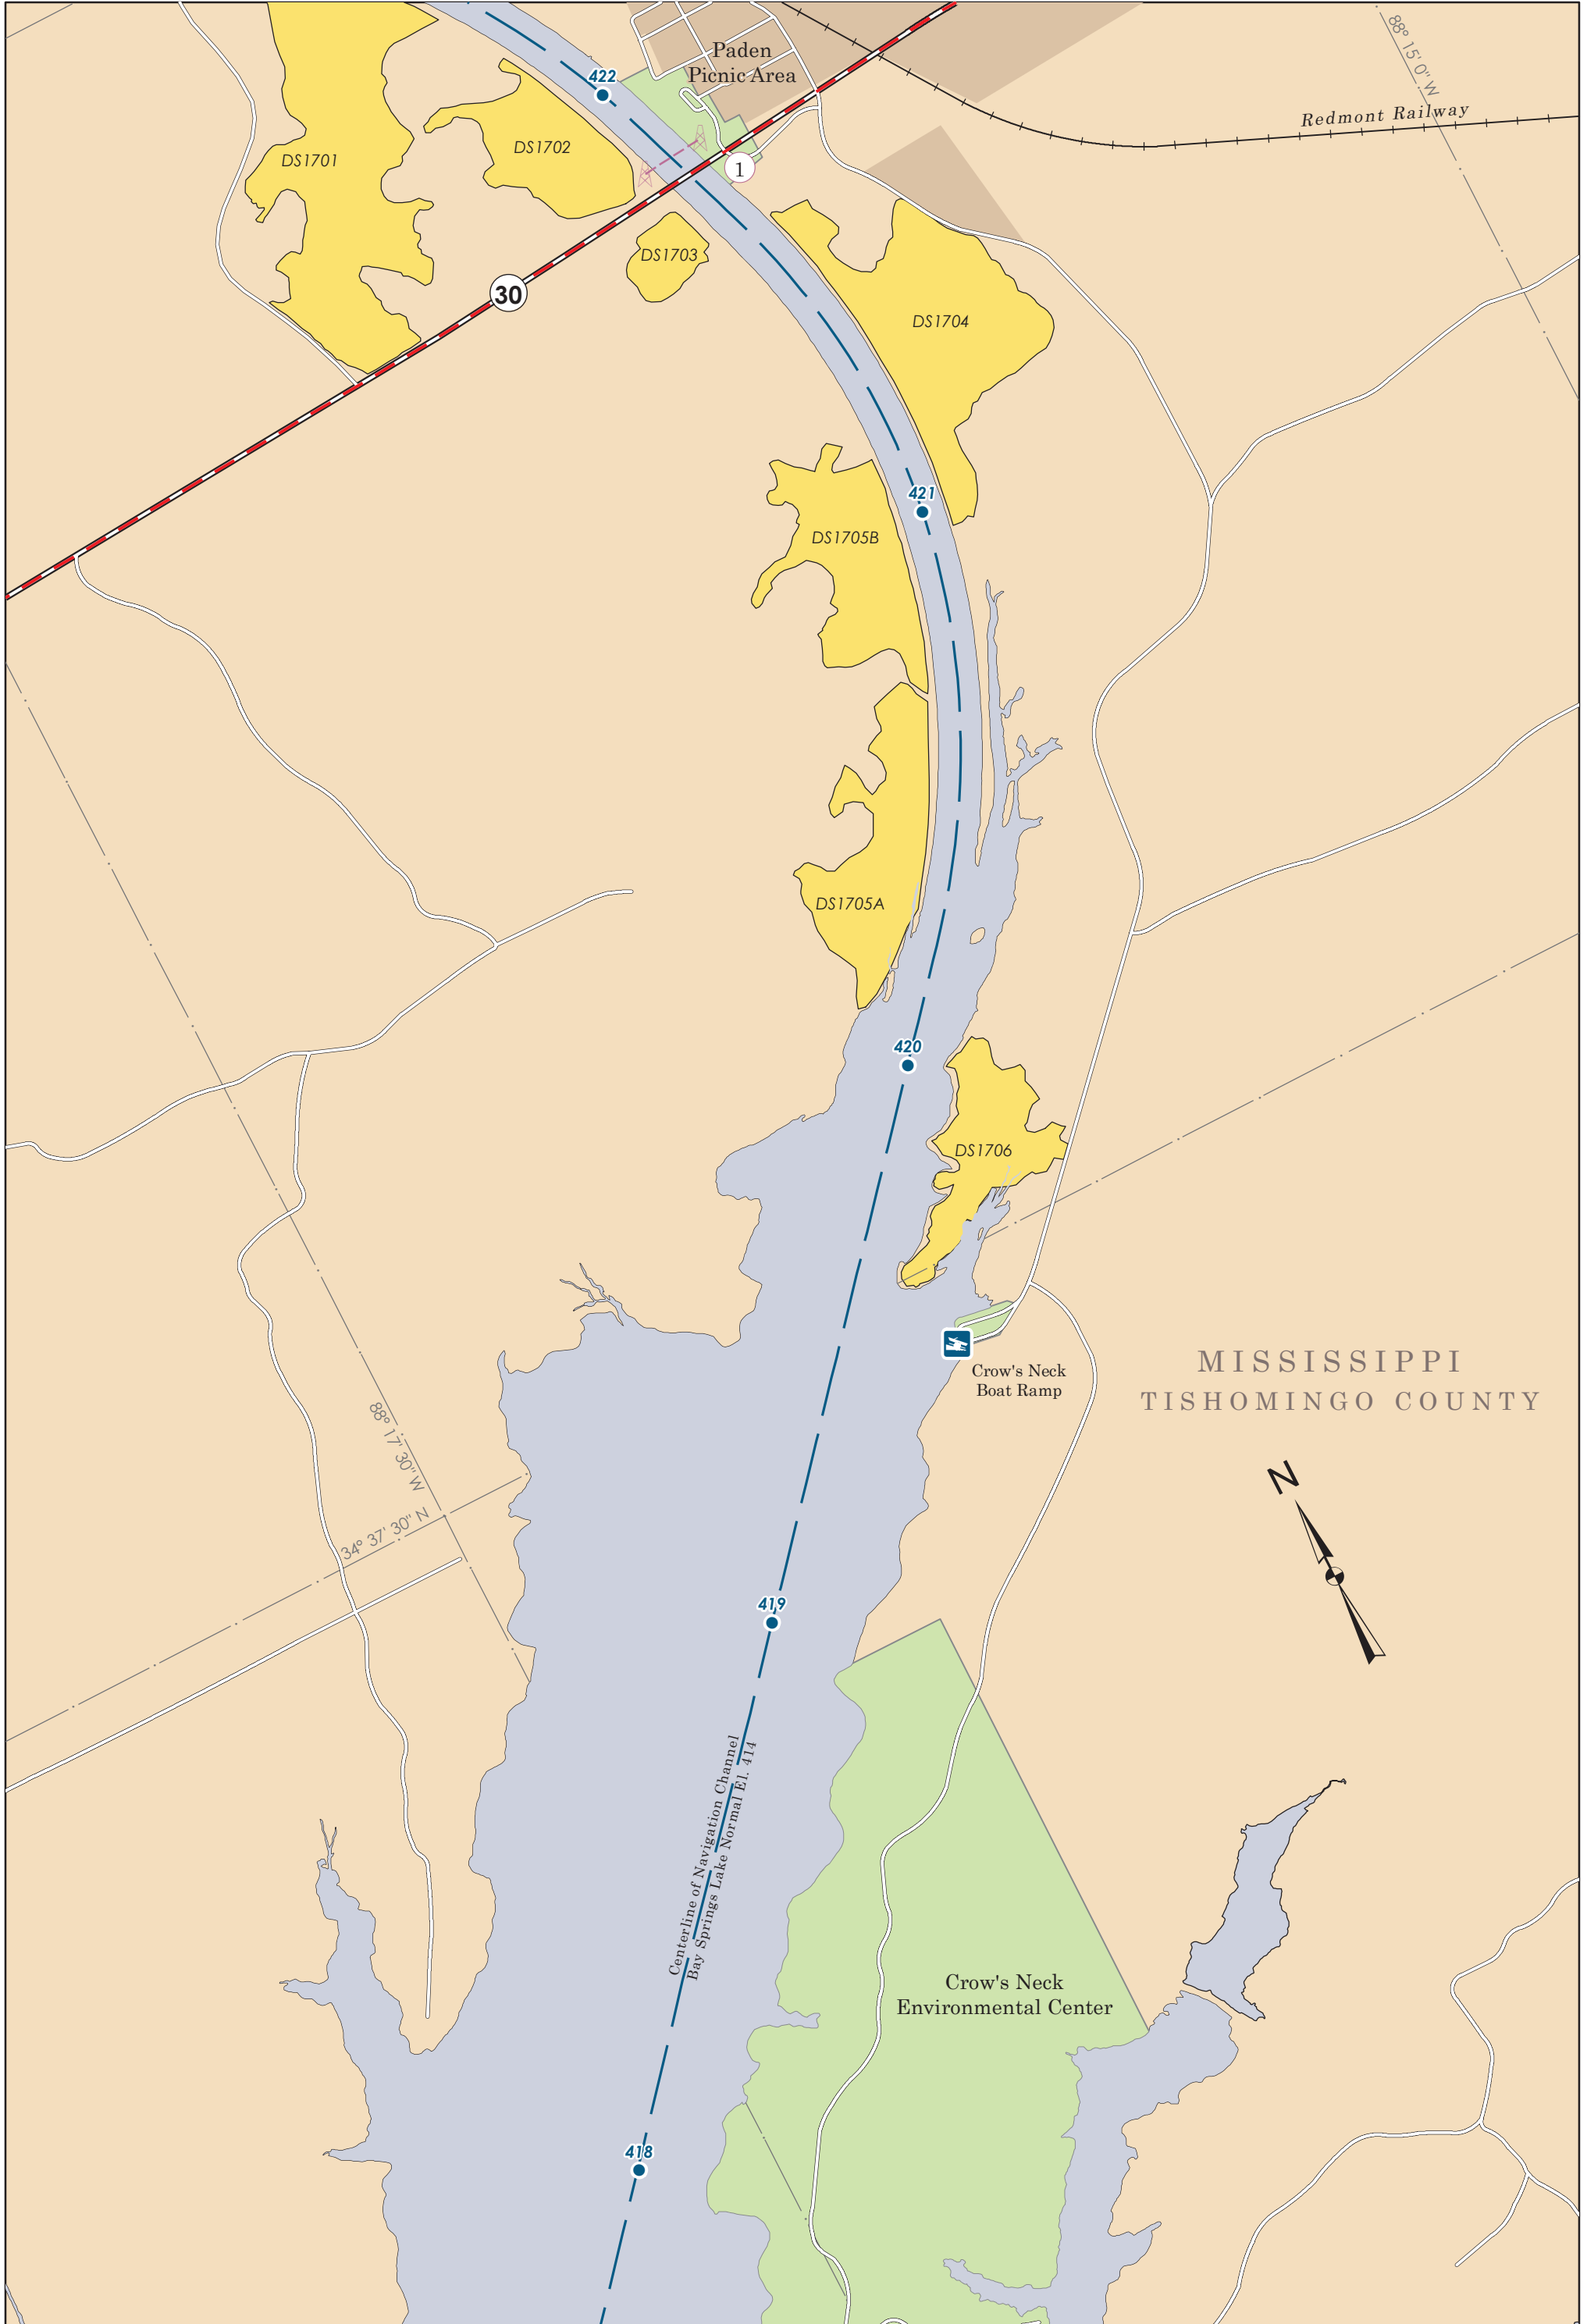 88° 15' 0" W
Paden
Picnic Area
422
Redmont Railway
DS1701
DS1702
1
DS1703
30
DS1704
421
DS1705B
DS1705A
420
DS1706
Crow's Neck
Boat Ramp
MISSISSIPPI
TISHOMINGO COUNTY
88° 17' 30" W
N
34° 37' 30" N
419
Centerline of Navigation Channel
Bay Springs Lake Normal El. 414
Crow's Neck
Environmental Center
418